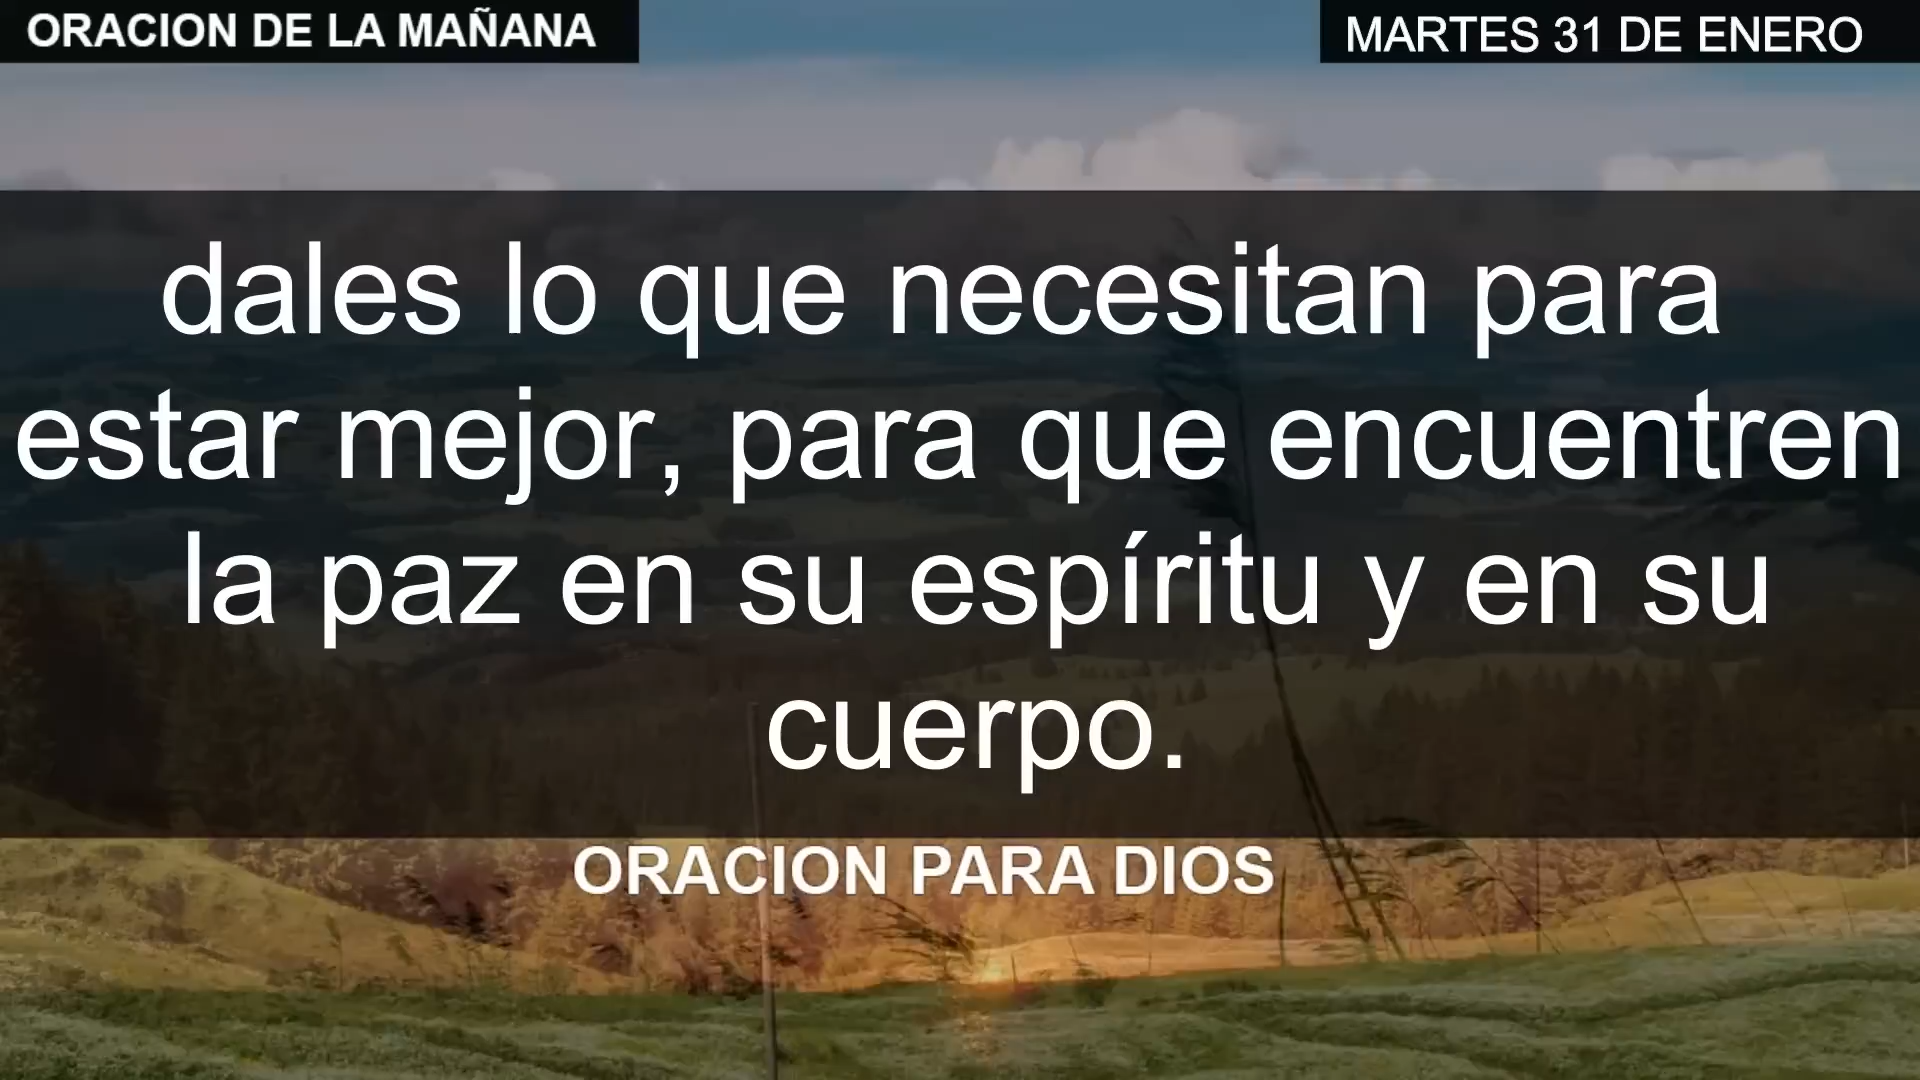 ORACION DE LA MAÑANA
MARTES 31 DE ENERO
dales lo que necesitan para
estar mejor, para que encuentren
la paz en su espíritu y en su
cuerpo.
ORACION PARA DIOS